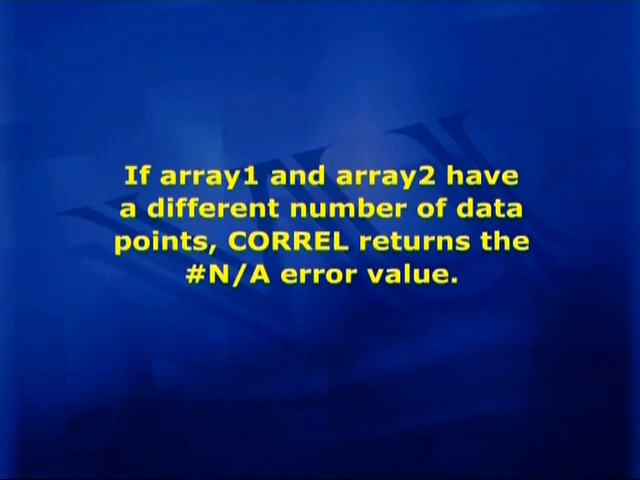 If array1 and array2 have
a different number of data
points, CORREL returns the
#N/A error value.